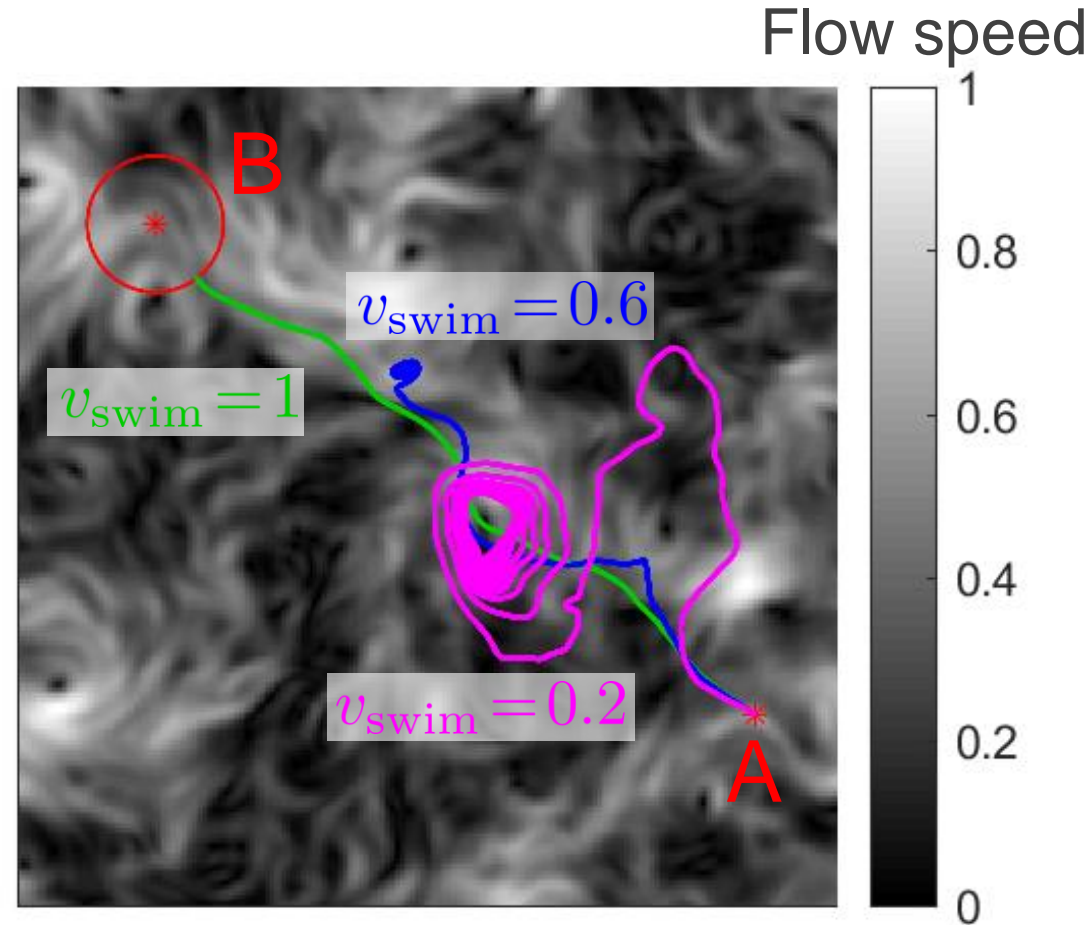 Flow speed
1
B
0.8
v_swim = 0.6
v_swim = 1
0.6
0.4
v_swim = 0.2
0.2
A
0